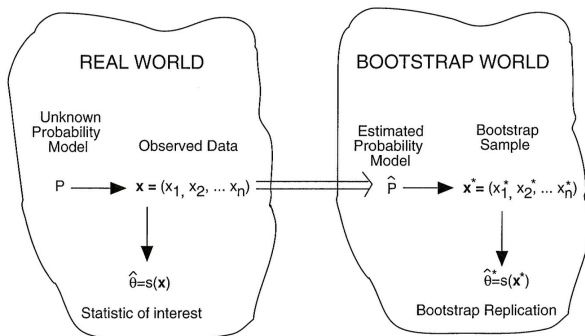 REAL WORLD
Unknown
Probability
Model
Observed Data
P
x = (x₁, x₂, ... xₙ)
θ̂=s(x)
Statistic of interest
BOOTSTRAP WORLD
Estimated
Probability
Model
Bootstrap
Sample
P̂
x*= (x₁*, x₂*, ... xₙ*)
θ̂*=s(x*)
Bootstrap Replication